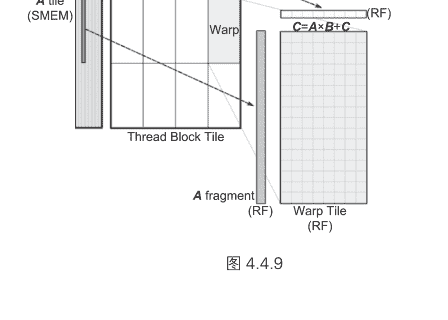 A tile
(SMEM)
(RF)
C=A×B+C
Warp
Thread Block Tile
A fragment
(RF)
Warp Tile
(RF)
图 4.4.9